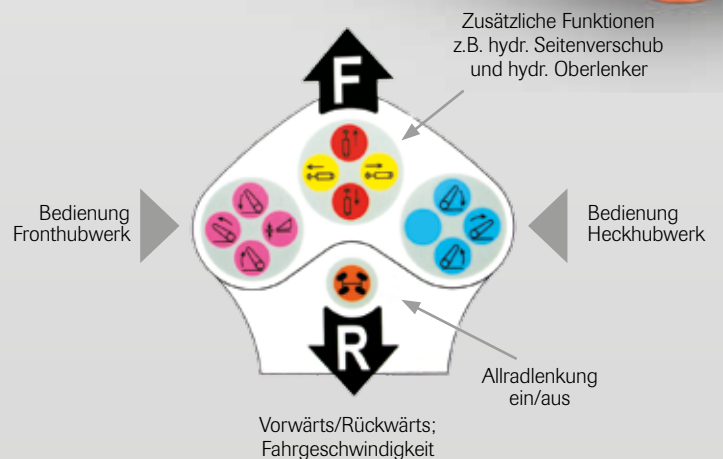 Zusätzliche Funktionen
z.B. hydr. Seitenverschub
und hydr. Oberlenker
F
Bedienung
Fronthubwerk
Bedienung
Heckhubwerk
R
Allradlenkung
ein/aus
Vorwärts/Rückwärts;
Fahrgeschwindigkeit